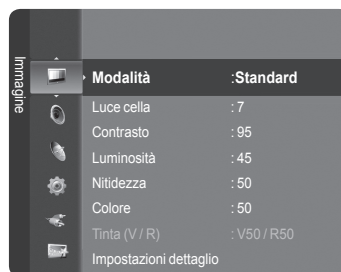 Immagine
Modalità :Standard
Luce cella : 7
Contrasto : 95
Luminosità : 45
Nitidezza : 50
Colore : 50
Tinta (V / R) : V50 / R50
Impostazioni dettaglio